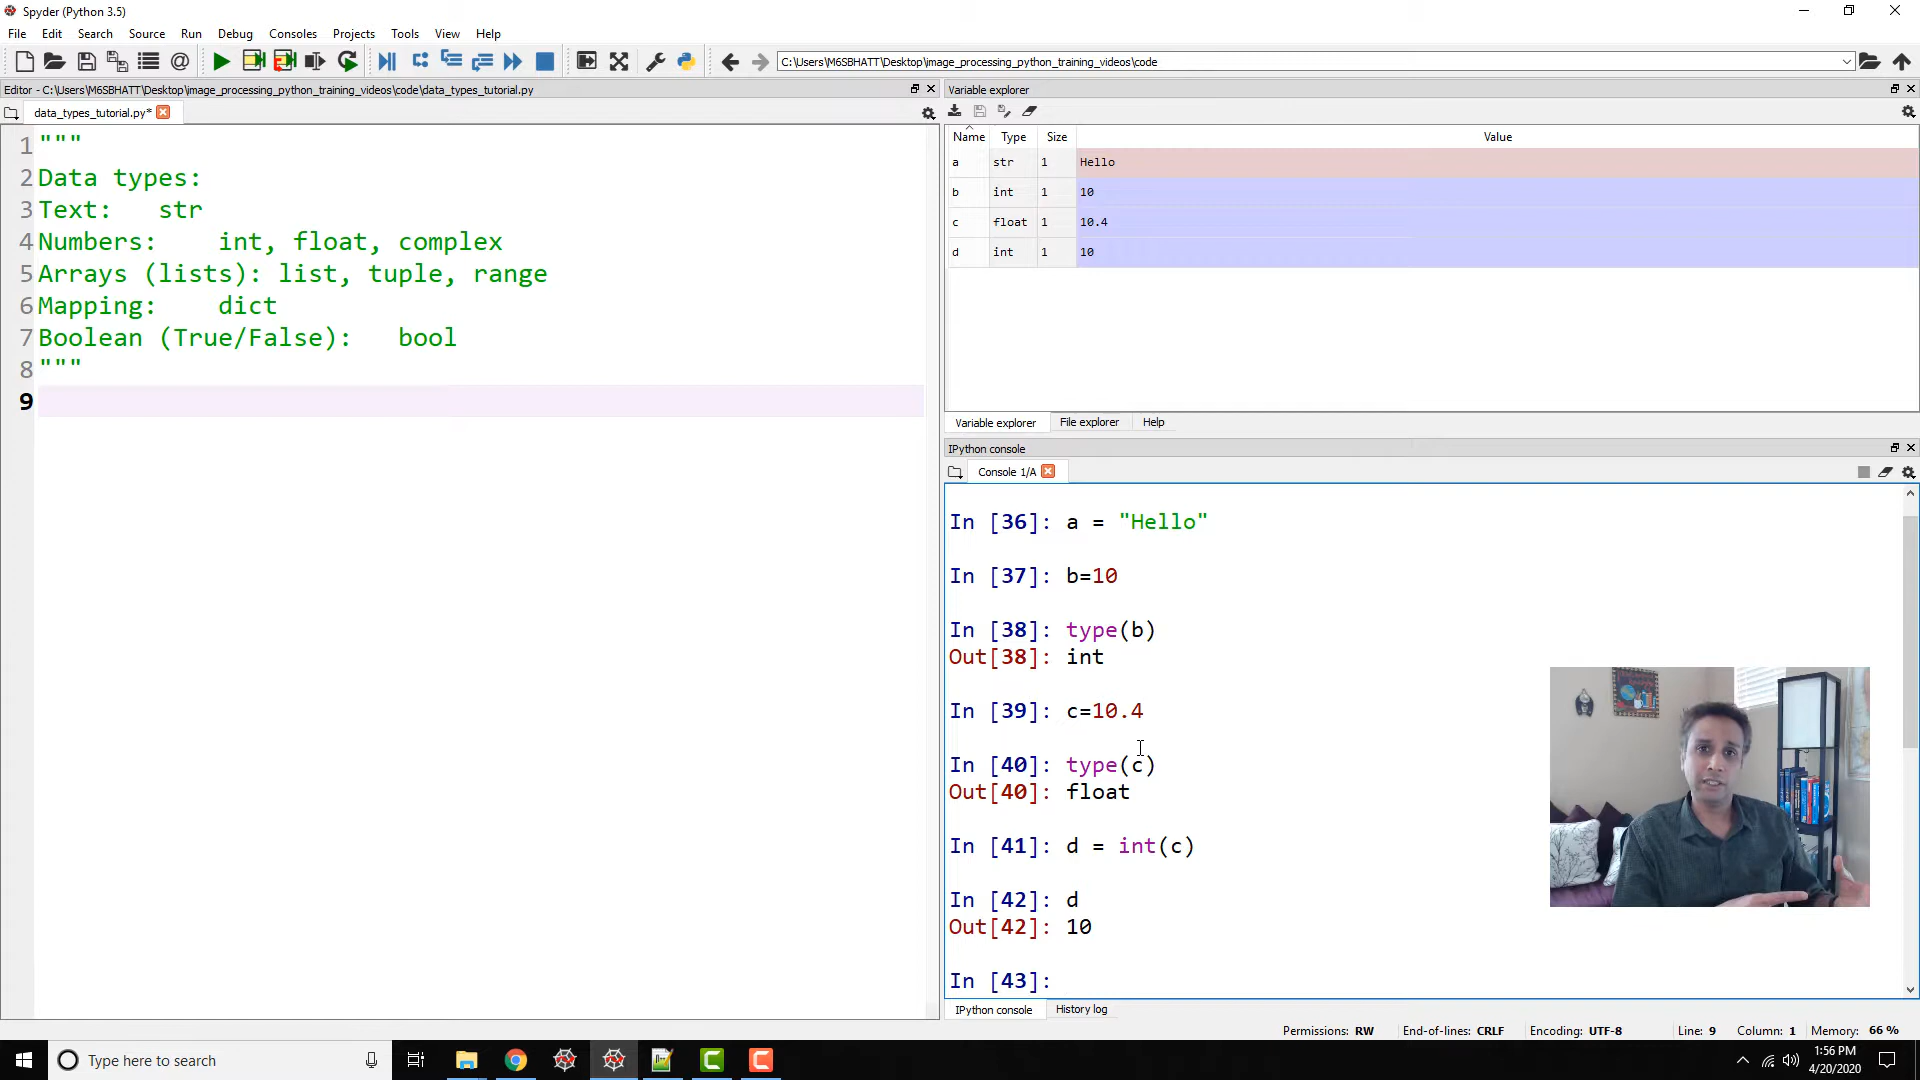 Spyder (Python 3.5)
File Edit Search Source Run Debug Consoles Projects Tools View Help
C:\Users\M6SBHATT\Desktop\image_processing_python_training_videos\code
Editor - C:\Users\M6SBHATT\Desktop\image_processing_python_training_videos\code\data_types_tutorial.py
data_types_tutorial.py*
1 """
2 Data types:
3 Text: str
4 Numbers: int, float, complex
5 Arrays (lists): list, tuple, range
6 Mapping: dict
7 Boolean (True/False): bool
8 """
9
Variable explorer
Name Type Size Value
a str 1 Hello
b int 1 10
c float 1 10.4
d int 1 10
Variable explorer File explorer Help
IPython console
Console 1/A
In [36]: a = "Hello"
In [37]: b=10
In [38]: type(b)
Out[38]: int
In [39]: c=10.4
In [40]: type(c)
Out[40]: float
In [41]: d = int(c)
In [42]: d
Out[42]: 10
In [43]:
IPython console History log
Permissions: RW End-of-lines: CRLF Encoding: UTF-8 Line: 9 Column: 1 Memory: 66 %
Type here to search
1:56 PM
4/20/2020